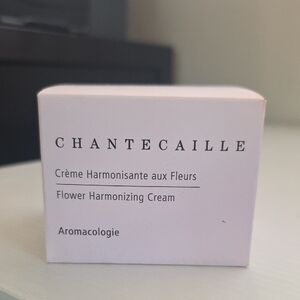 CHANTECAILLE
Crème Harmonisante aux Fleurs
Flower Harmonizing Cream
Aromacologie